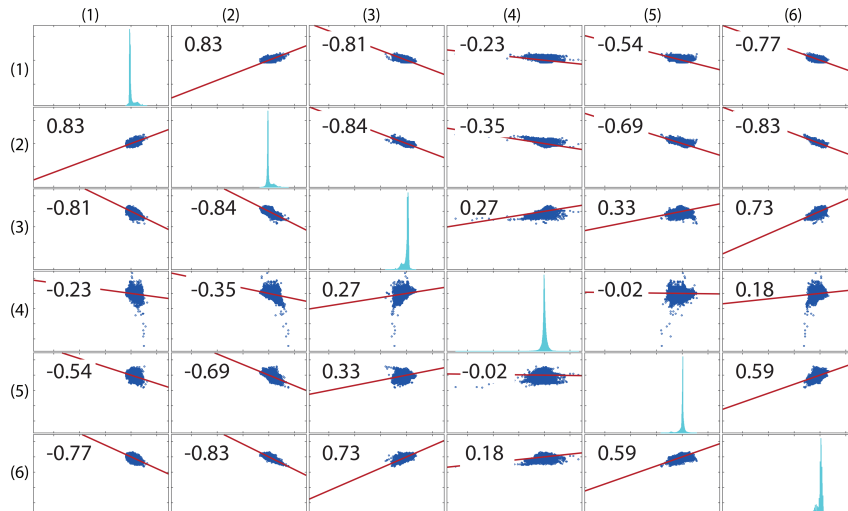 (1) (2) (3) (4) (5) (6)
(1) 0.83 -0.81 -0.23 -0.54 -0.77
(2) 0.83 -0.84 -0.35 -0.69 -0.83
(3) -0.81 -0.84 0.27 0.33 0.73
(4) -0.23 -0.35 0.27 -0.02 0.18
(5) -0.54 -0.69 0.33 -0.02 0.59
(6) -0.77 -0.83 0.73 0.18 0.59